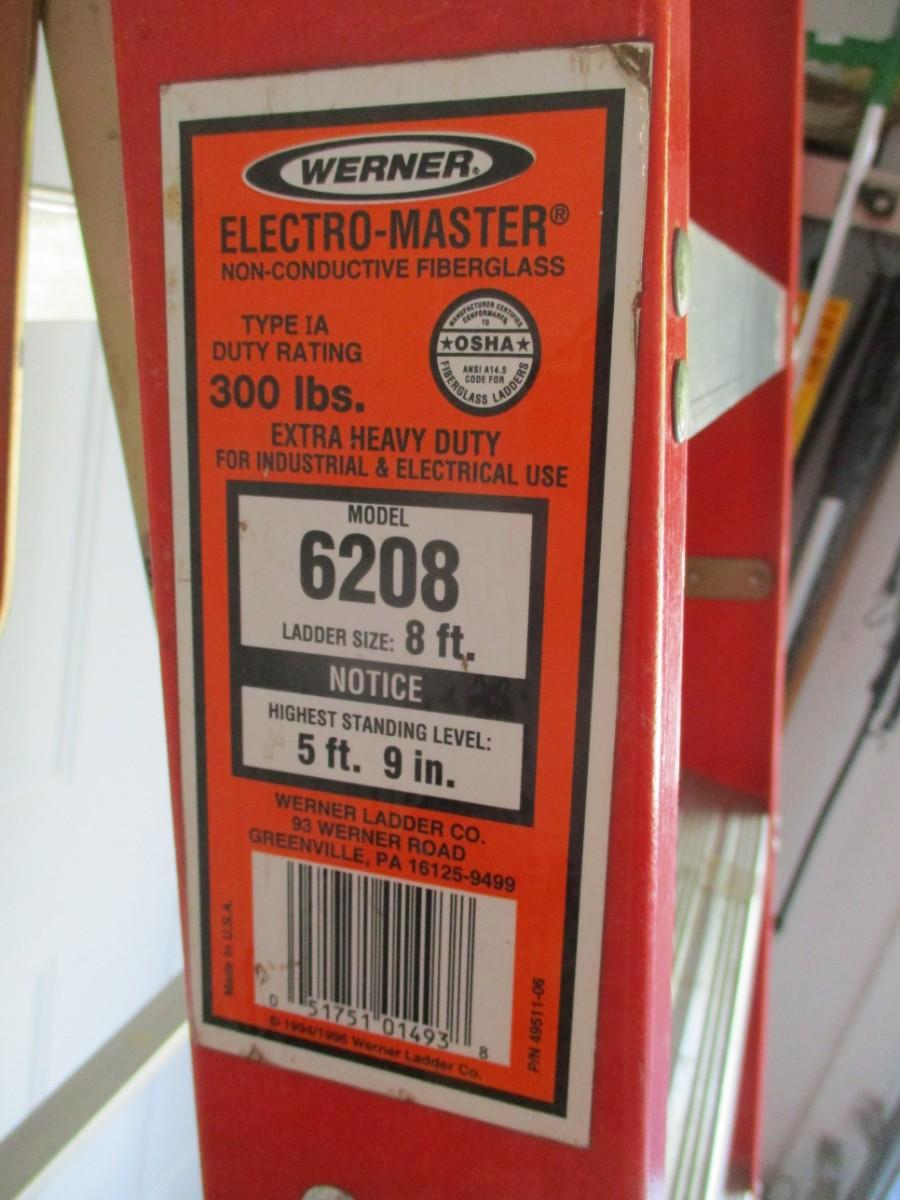 WERNER®
ELECTRO-MASTER®
NON-CONDUCTIVE FIBERGLASS
TYPE IA
DUTY RATING
300 lbs.
MANUFACTURER CERTIFIES
CONFORMANCE
TO
★OSHA★
ANSI A14.5
CODE FOR
FIBERGLASS LADDERS
EXTRA HEAVY DUTY
FOR INDUSTRIAL & ELECTRICAL USE
MODEL
6208
LADDER SIZE: 8 ft.
NOTICE
HIGHEST STANDING LEVEL:
5 ft. 9 in.
WERNER LADDER CO.
93 WERNER ROAD
GREENVILLE, PA 16125-9499
Made in U.S.A.
0 51751 01493 8
© 1994/1996 Werner Ladder Co.
P/N 49511-06